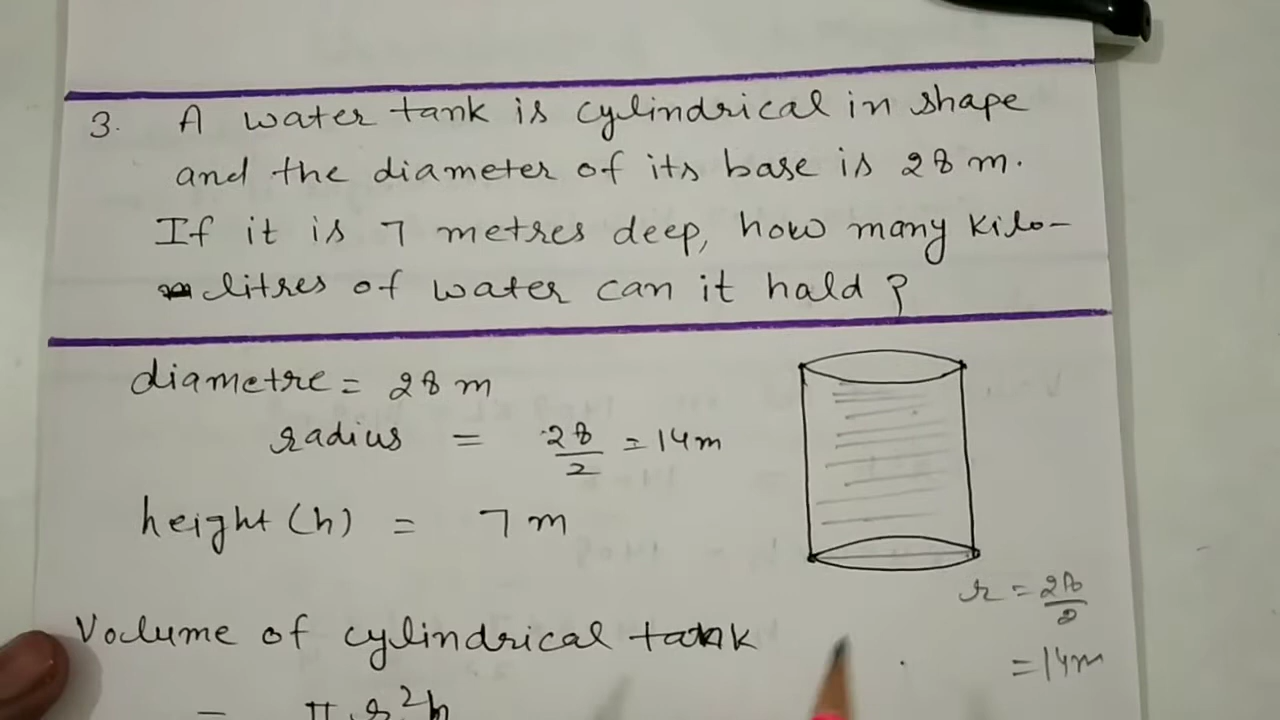 3. A water tank is cylindrical in shape
and the diameter of its base is 28 m.
If it is 7 metres deep, how many kilo-
litres of water can it hald ?
diametre = 28 m
radius = 28/2 = 14m
height (h) = 7 m
r = 28/2
= 14m
Volume of cylindrical tank
= π r²h